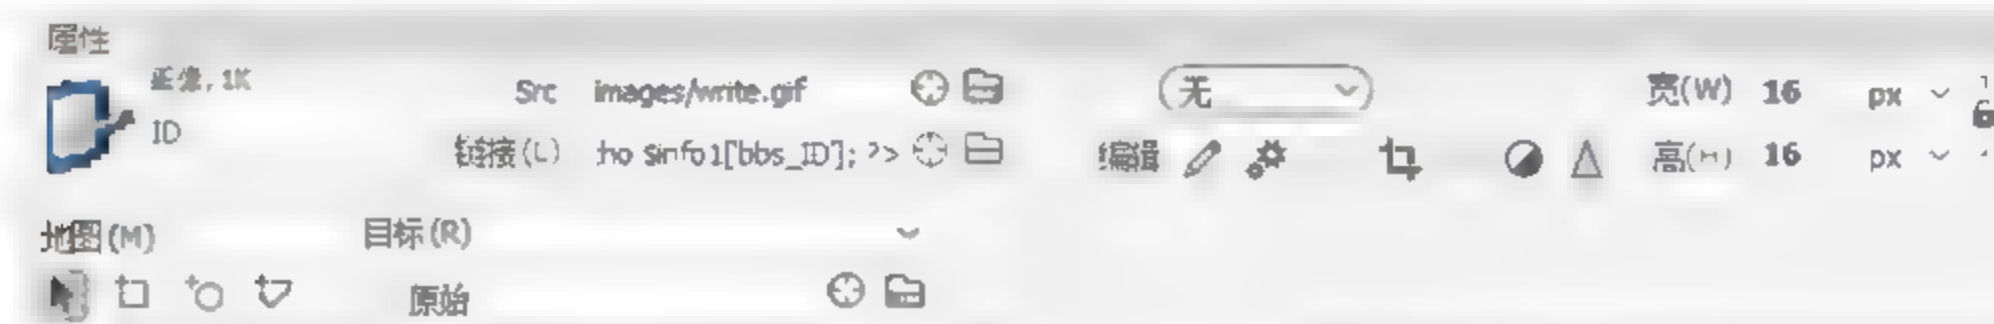 属性
图像, 1K Src images/write.gif 无 宽(W) 16 px
ID 链接(L) ho $info1[bbs_ID]; ?> 编辑 高(H) 16 px
地图(M) 目标(R)
原始